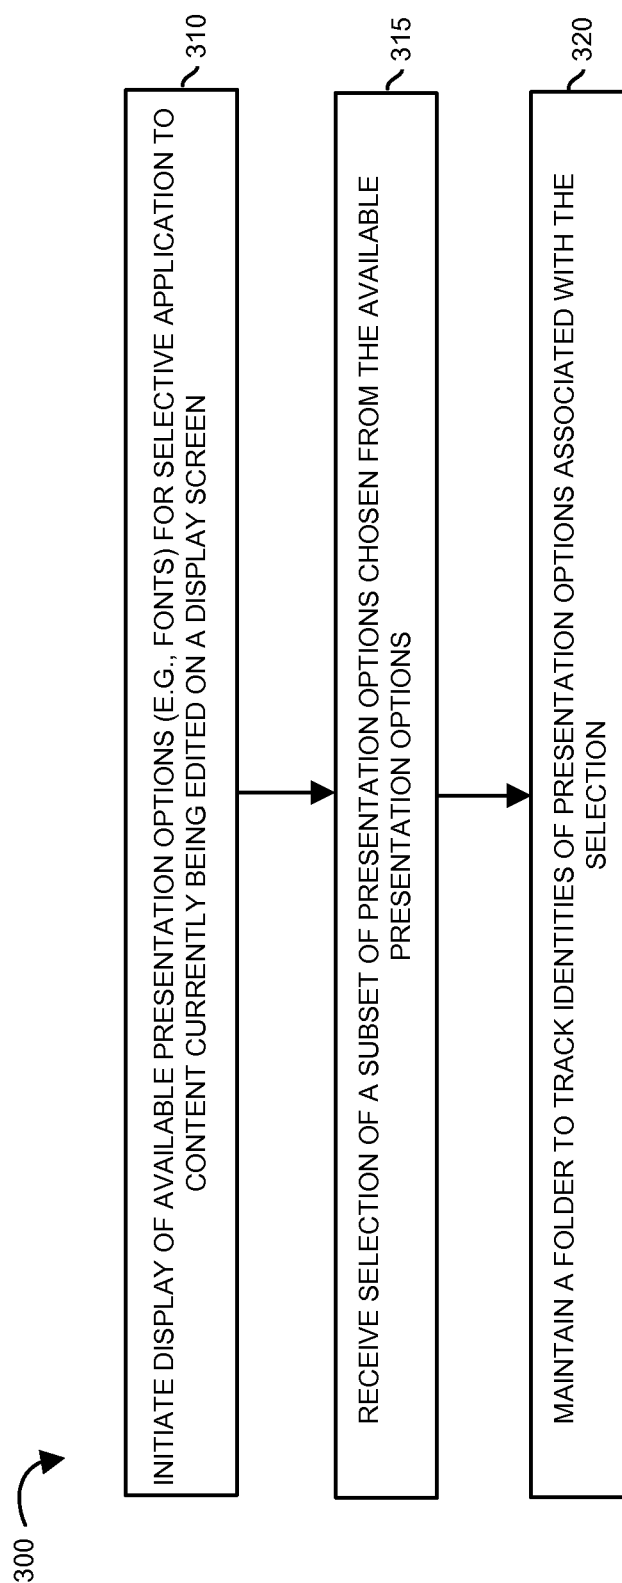 300
310
INITIATE DISPLAY OF AVAILABLE PRESENTATION OPTIONS (E.G., FONTS) FOR SELECTIVE APPLICATION TO
CONTENT CURRENTLY BEING EDITED ON A DISPLAY SCREEN
315
RECEIVE SELECTION OF A SUBSET OF PRESENTATION OPTIONS CHOSEN FROM THE AVAILABLE
PRESENTATION OPTIONS
320
MAINTAIN A FOLDER TO TRACK IDENTITIES OF PRESENTATION OPTIONS ASSOCIATED WITH THE
SELECTION